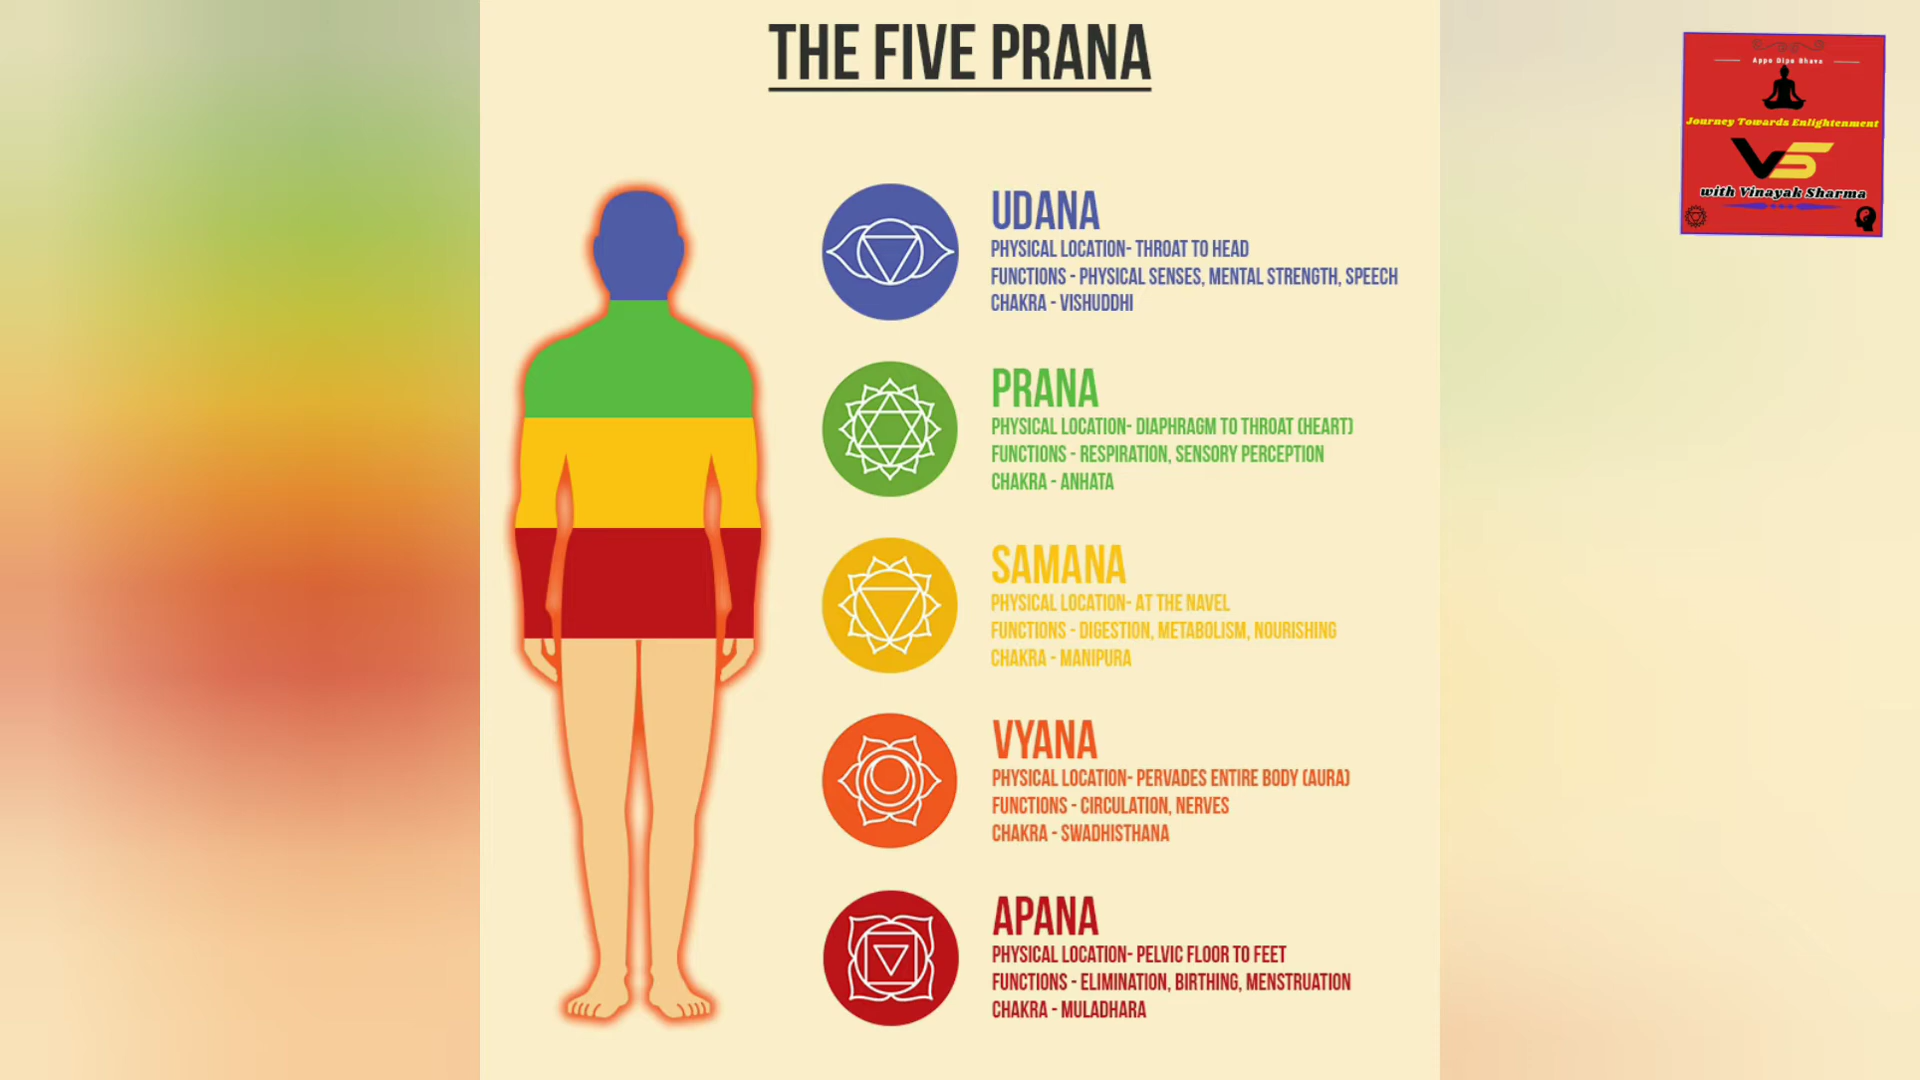 THE FIVE PRANA
Appo Dipo Bhava
Journey Towards Enlightenment
VS
with Vinayak Sharma
UDANA
PHYSICAL LOCATION- THROAT TO HEAD
FUNCTIONS - PHYSICAL SENSES, MENTAL STRENGTH, SPEECH
CHAKRA - VISHUDDHI
PRANA
PHYSICAL LOCATION- DIAPHRAGM TO THROAT (HEART)
FUNCTIONS - RESPIRATION, SENSORY PERCEPTION
CHAKRA - ANHATA
SAMANA
PHYSICAL LOCATION- AT THE NAVEL
FUNCTIONS - DIGESTION, METABOLISM, NOURISHING
CHAKRA - MANIPURA
VYANA
PHYSICAL LOCATION- PERVADES ENTIRE BODY (AURA)
FUNCTIONS - CIRCULATION, NERVES
CHAKRA - SWADHISTHANA
APANA
PHYSICAL LOCATION- PELVIC FLOOR TO FEET
FUNCTIONS - ELIMINATION, BIRTHING, MENSTRUATION
CHAKRA - MULADHARA